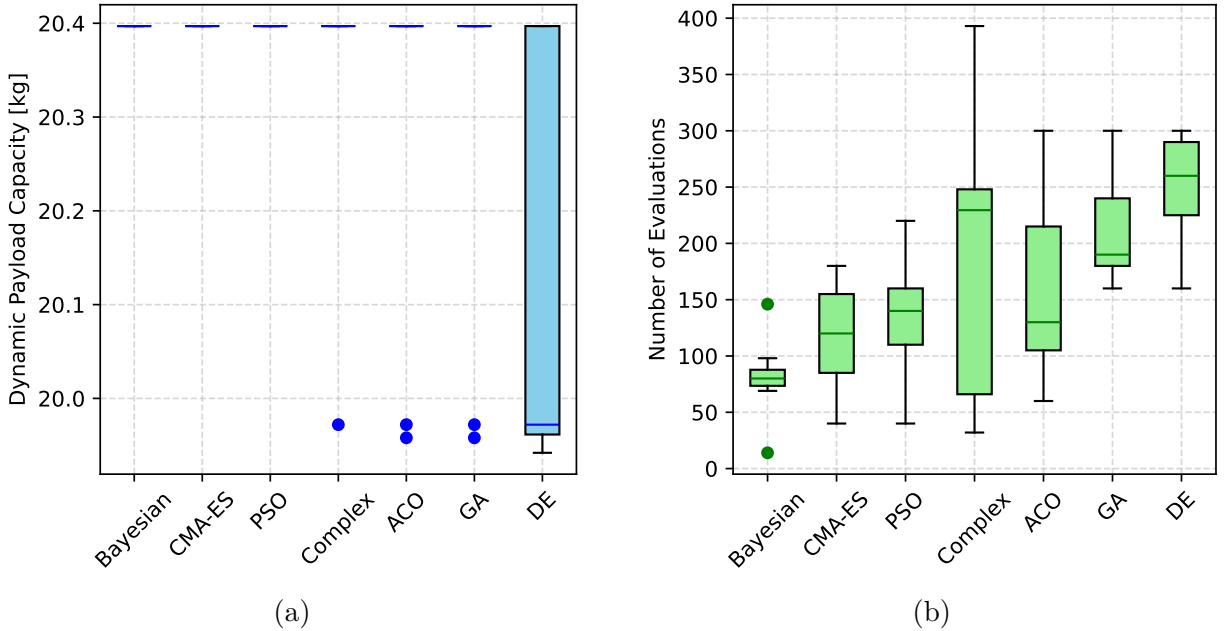 Dynamic Payload Capacity [kg]
20.4
20.3
20.2
20.1
20.0
Bayesian
CMA-ES
PSO
Complex
ACO
GA
DE
(a)
Number of Evaluations
400
350
300
250
200
150
100
50
0
Bayesian
CMA-ES
PSO
Complex
ACO
GA
DE
(b)